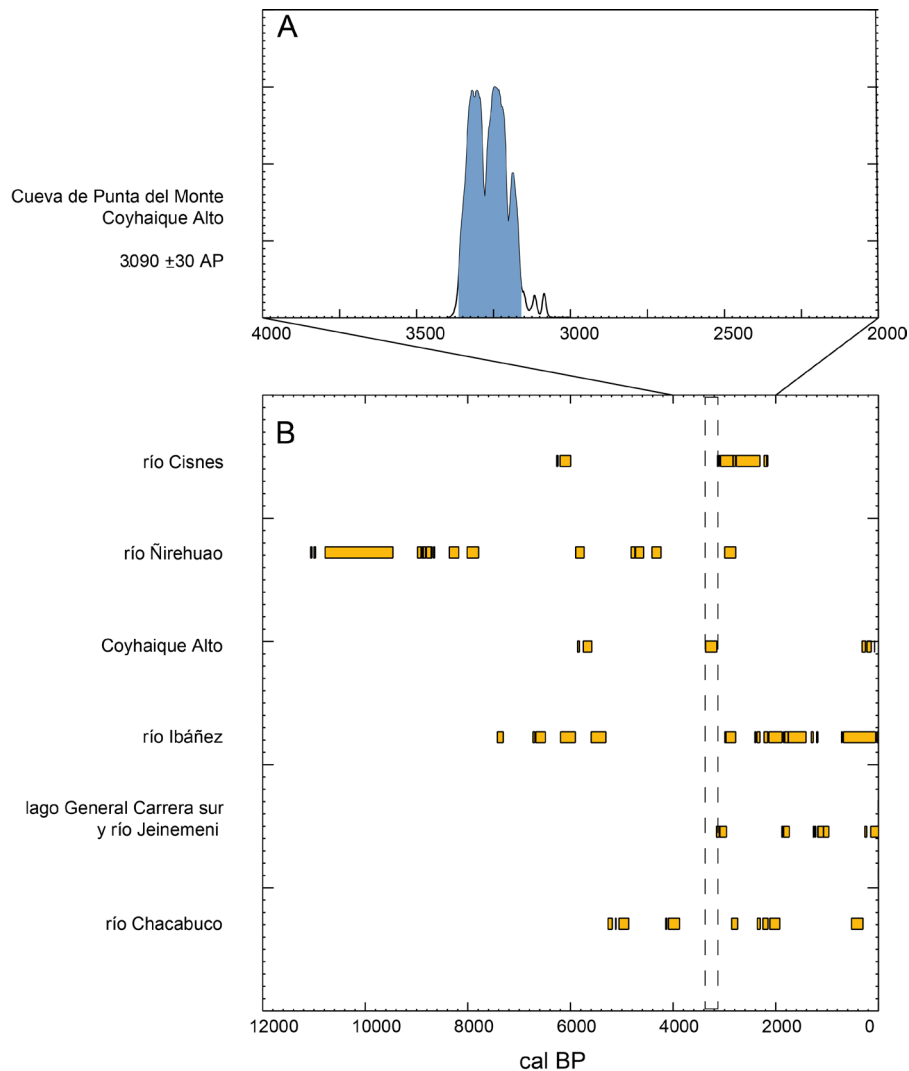 A
Cueva de Punta del Monte
Coyhaique Alto
3.090 ±30 AP
4000 3500 3000 2500 2000
B
río Cisnes
río Ñirehuao
Coyhaique Alto
río Ibáñez
lago General Carrera sur
y río Jeinemeni
río Chacabuco
12000 10000 8000 6000 4000 2000 0
cal BP